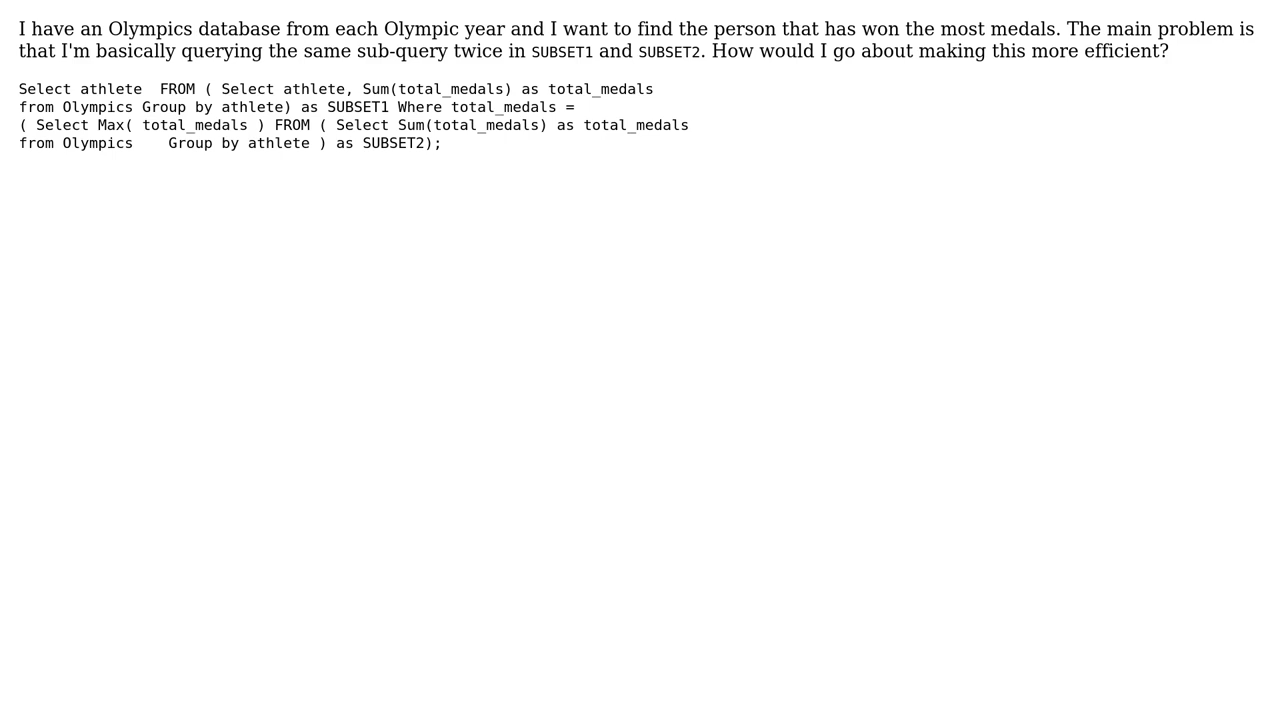 I have an Olympics database from each Olympic year and I want to find the person that has won the most medals. The main problem is
that I'm basically querying the same sub-query twice in SUBSET1 and SUBSET2. How would I go about making this more efficient?
Select athlete  FROM ( Select athlete, Sum(total_medals) as total_medals
from Olympics Group by athlete) as SUBSET1 Where total_medals =
( Select Max( total_medals ) FROM ( Select Sum(total_medals) as total_medals
from Olympics    Group by athlete ) as SUBSET2);